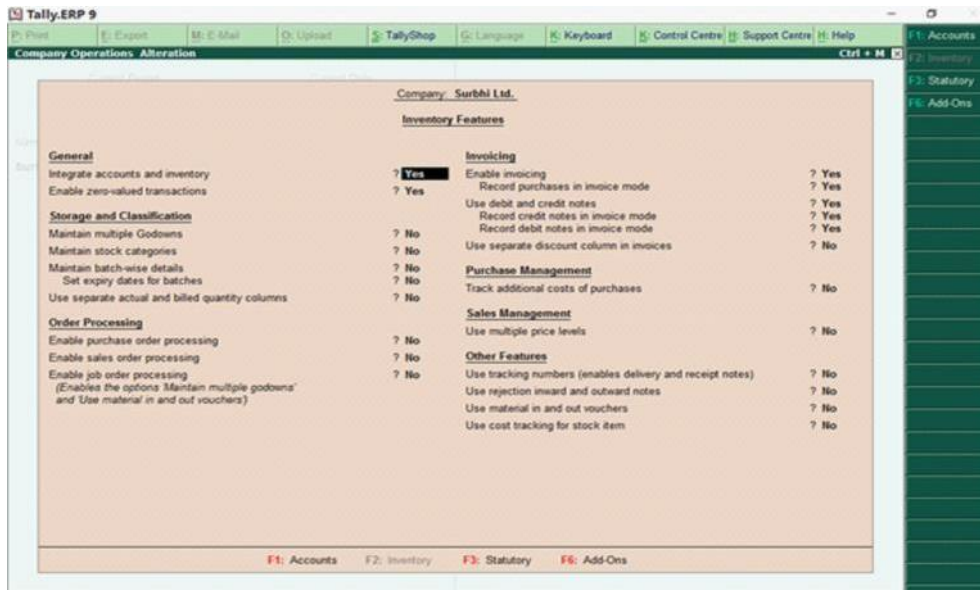 Tally.ERP 9
P: Print E: Export M: E-Mail O: Upload S: TallyShop G: Language K: Keyboard K: Control Centre H: Support Centre H: Help
F1: Accounts
Company Operations Alteration Ctrl + M
F2: Inventory
F3: Statutory
F6: Add-Ons
Company: Surbhi Ltd.
Inventory Features
General
Integrate accounts and inventory ? Yes
Enable zero-valued transactions ? Yes
Storage and Classification
Maintain multiple Godowns ? No
Maintain stock categories ? No
Maintain batch-wise details ? No
Set expiry dates for batches ? No
Use separate actual and billed quantity columns ? No
Order Processing
Enable purchase order processing ? No
Enable sales order processing ? No
Enable job order processing ? No
(Enables the options 'Maintain multiple godowns'
and 'Use material in and out vouchers')
Invoicing
Enable invoicing ? Yes
Record purchases in invoice mode ? Yes
Use debit and credit notes ? Yes
Record credit notes in invoice mode ? Yes
Record debit notes in invoice mode ? Yes
Use separate discount column in invoices ? No
Purchase Management
Track additional costs of purchases ? No
Sales Management
Use multiple price levels ? No
Other Features
Use tracking numbers (enables delivery and receipt notes) ? No
Use rejection inward and outward notes ? No
Use material in and out vouchers ? No
Use cost tracking for stock item ? No
F1: Accounts F2: Inventory F3: Statutory F6: Add-Ons